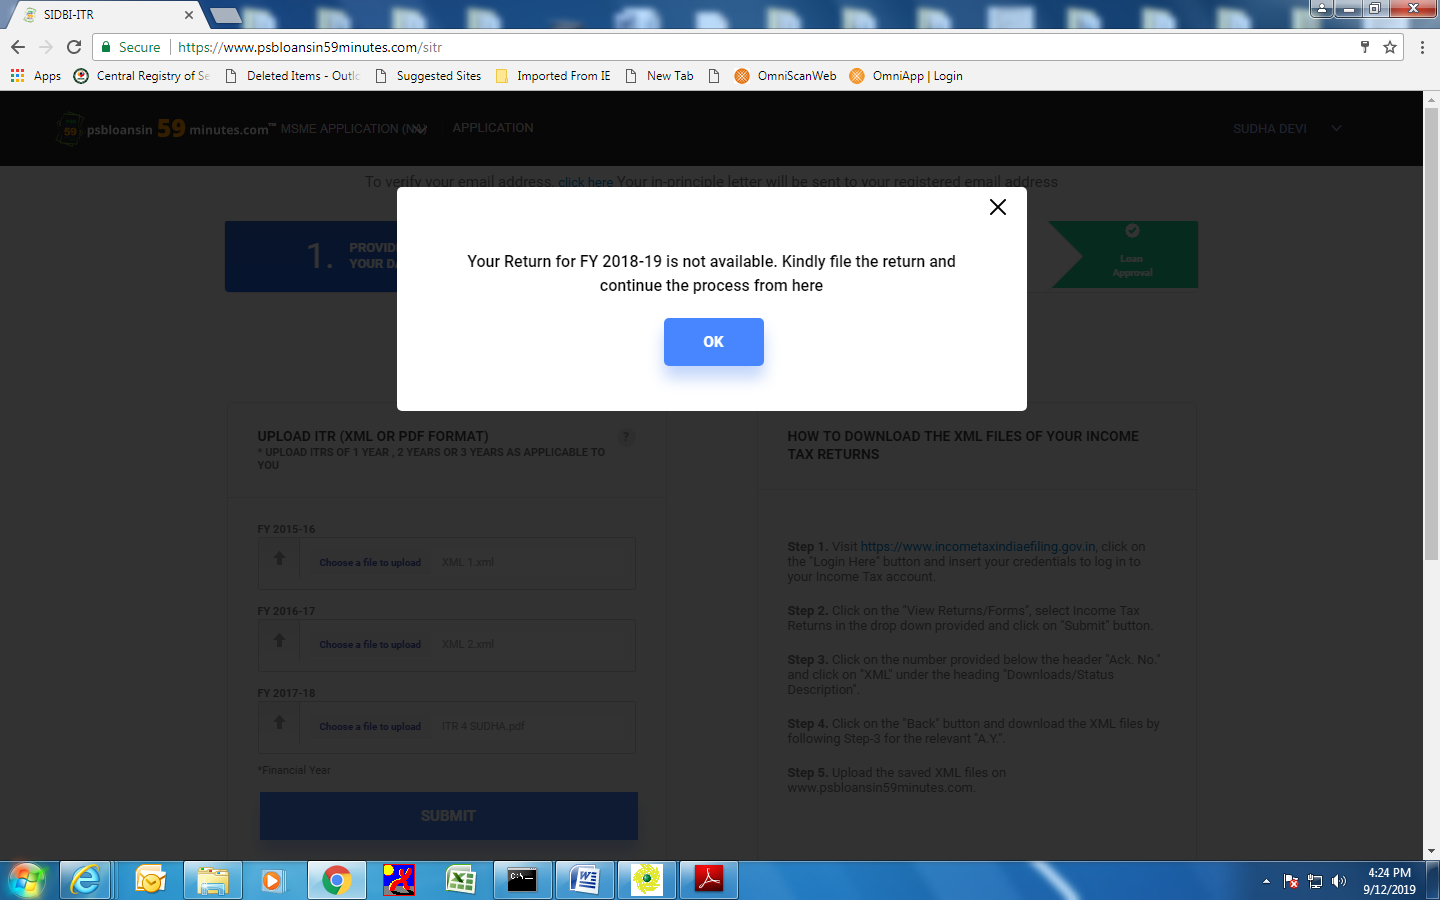 SIDBI-ITR
Secure
https://www.psbloansin59minutes.com/sitr
Apps
Central Registry of Se
Deleted Items - Outlo
Suggested Sites
Imported From IE
New Tab
OmniScanWeb
OmniApp | Login
59
psbloansin 59 minutes.com™
MSME APPLICATION
APPLICATION
SUDHA DEVI
To verify your email address, click here Your in-principle letter will be sent to your registered email address
1.
PROVID
YOUR DA
Loan
Approval
Your Return for FY 2018-19 is not available. Kindly file the return and
continue the process from here
OK
UPLOAD ITR (XML OR PDF FORMAT)
?
* UPLOAD ITRS OF 1 YEAR , 2 YEARS OR 3 YEARS AS APPLICABLE TO
YOU
FY 2015-16
Choose a file to upload
XML 1.xml
FY 2016-17
Choose a file to upload
XML 2.xml
FY 2017-18
Choose a file to upload
ITR 4 SUDHA.pdf
*Financial Year
SUBMIT
HOW TO DOWNLOAD THE XML FILES OF YOUR INCOME
TAX RETURNS
Step 1. Visit https://www.incometaxindiaefiling.gov.in, click on
the "Login Here" button and insert your credentials to log in to
your Income Tax account.
Step 2. Click on the "View Returns/Forms", select Income Tax
Returns in the drop down provided and click on "Submit" button.
Step 3. Click on the number provided below the header "Ack. No."
and click on "XML" under the heading "Downloads/Status
Description".
Step 4. Click on the "Back" button and download the XML files by
following Step-3 for the relevant "A.Y.".
Step 5. Upload the saved XML files on
www.psbloansin59minutes.com.
4:24 PM
9/12/2019